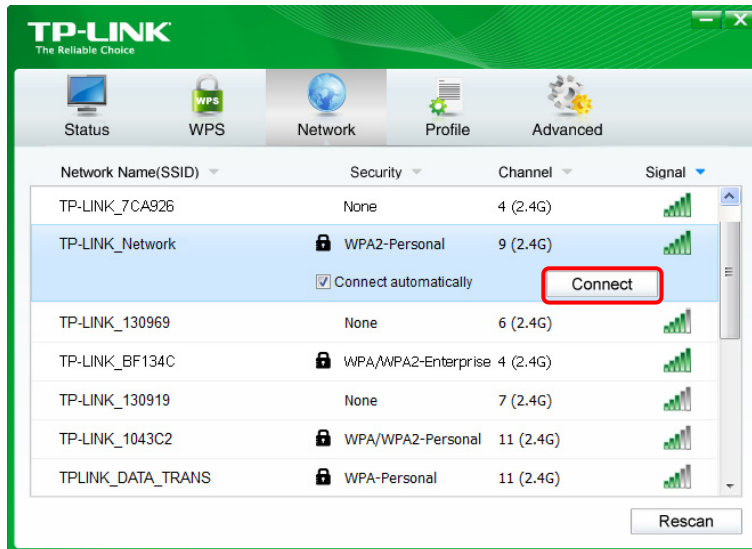 TP-LINK
The Reliable Choice
WPS
Status WPS Network Profile Advanced
Network Name(SSID) Security Channel Signal
TP-LINK_7CA926 None 4 (2.4G)
TP-LINK_Network WPA2-Personal 9 (2.4G)
Connect automatically Connect
TP-LINK_130969 None 6 (2.4G)
TP-LINK_BF134C WPA/WPA2-Enterprise 4 (2.4G)
TP-LINK_130919 None 7 (2.4G)
TP-LINK_1043C2 WPA/WPA2-Personal 11 (2.4G)
TPLINK_DATA_TRANS WPA-Personal 11 (2.4G)
Rescan